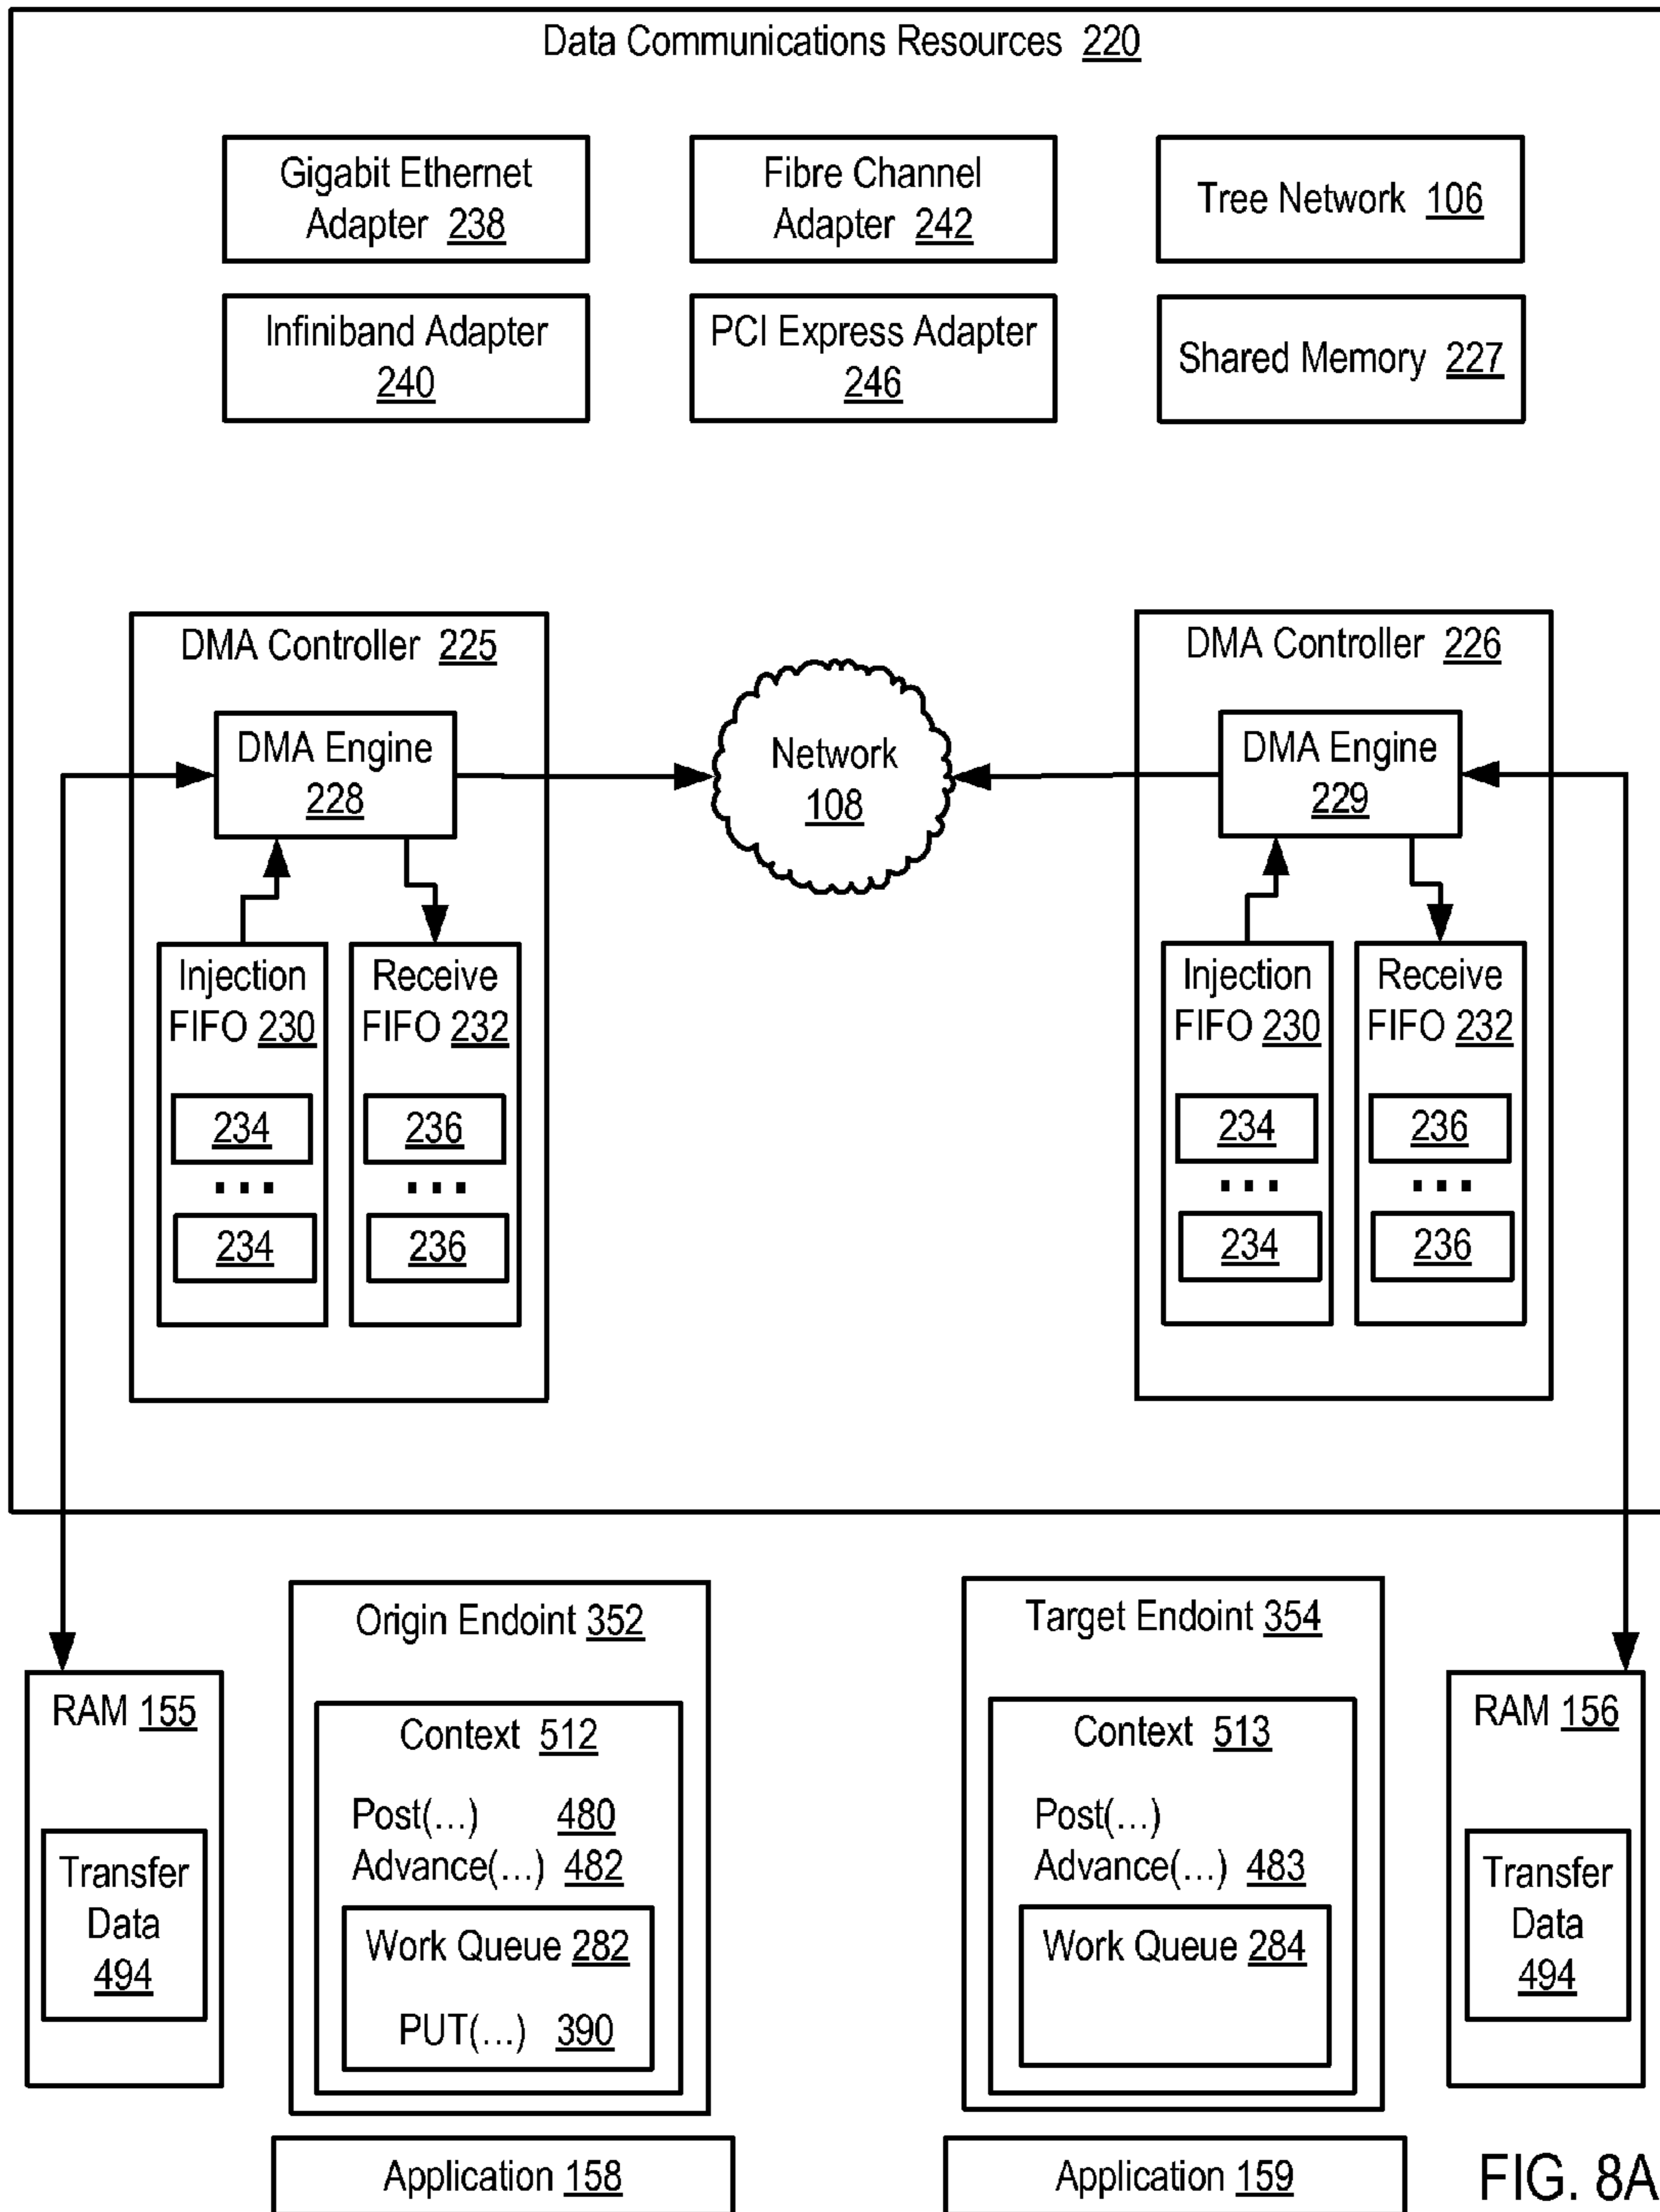 Data Communications Resources 220
Gigabit Ethernet
Adapter 238
Fibre Channel
Adapter 242
Tree Network 106
Infiniband Adapter
240
PCI Express Adapter
246
Shared Memory 227
DMA Controller 225
DMA Engine
228
Injection
FIFO 230
234
...
234
Receive
FIFO 232
236
...
236
Network
108
DMA Controller 226
DMA Engine
229
Injection
FIFO 230
234
...
234
Receive
FIFO 232
236
...
236
RAM 155
Transfer
Data
494
Origin Endoint 352
Context 512
Post(...) 480
Advance(...) 482
Work Queue 282
PUT(...) 390
Application 158
Target Endoint 354
Context 513
Post(...)
Advance(...) 483
Work Queue 284
Application 159
RAM 156
Transfer
Data
494
FIG. 8A